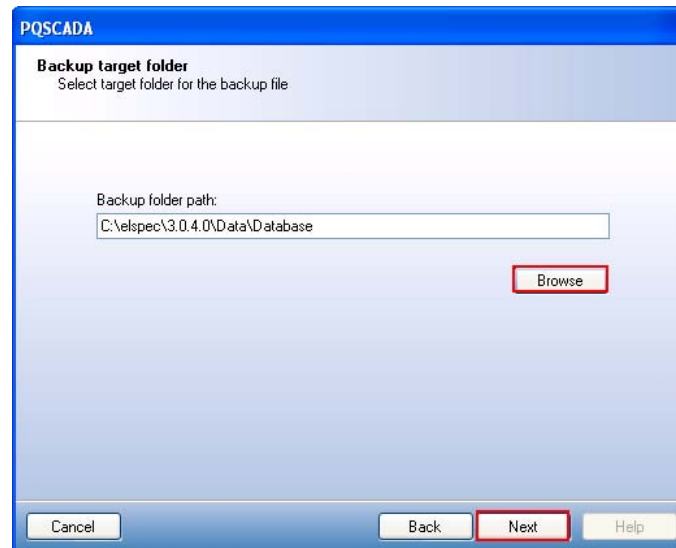 PQSCADA
Backup target folder
Select target folder for the backup file
Backup folder path:
C:\elspec\3.0.4.0\Data\Database
Browse
Cancel
Back
Next
Help